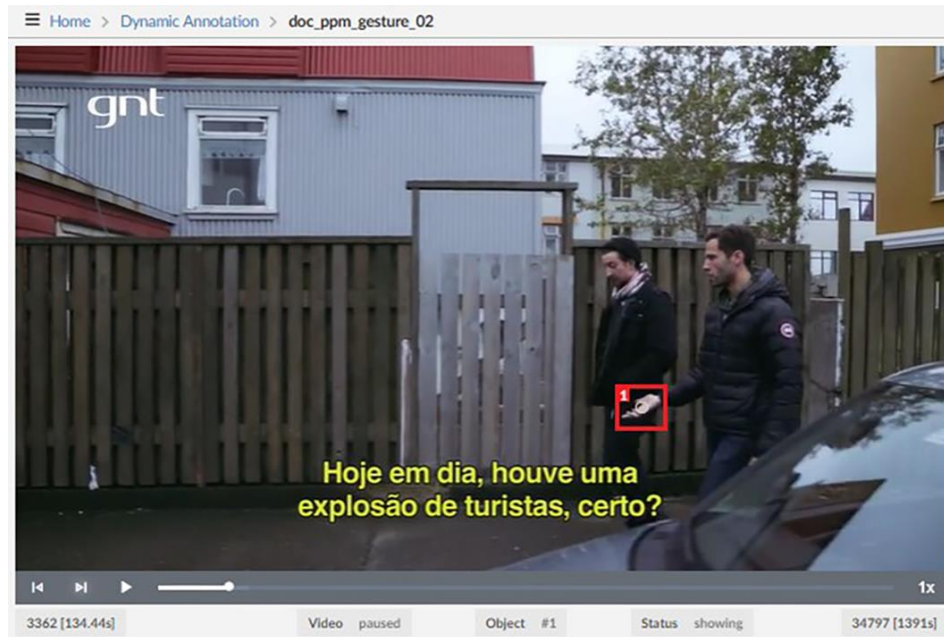 Home > Dynamic Annotation > doc_ppm_gesture_02
gnt
1
Hoje em dia, houve uma
explosão de turistas, certo?
1x
3362 [134.44s] Video paused Object #1 Status showing 34797 [1391s]